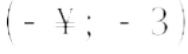 ( - ¥ ; - 3 )